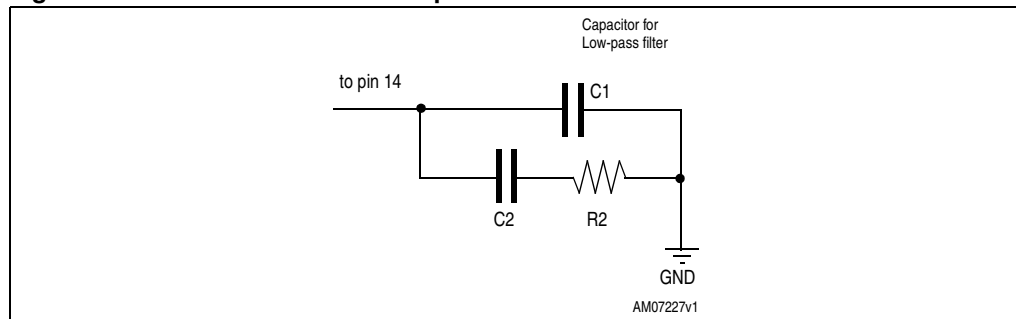 Capacitor for
Low-pass filter
to pin 14
C1
C2
R2
GND
AM07227v1